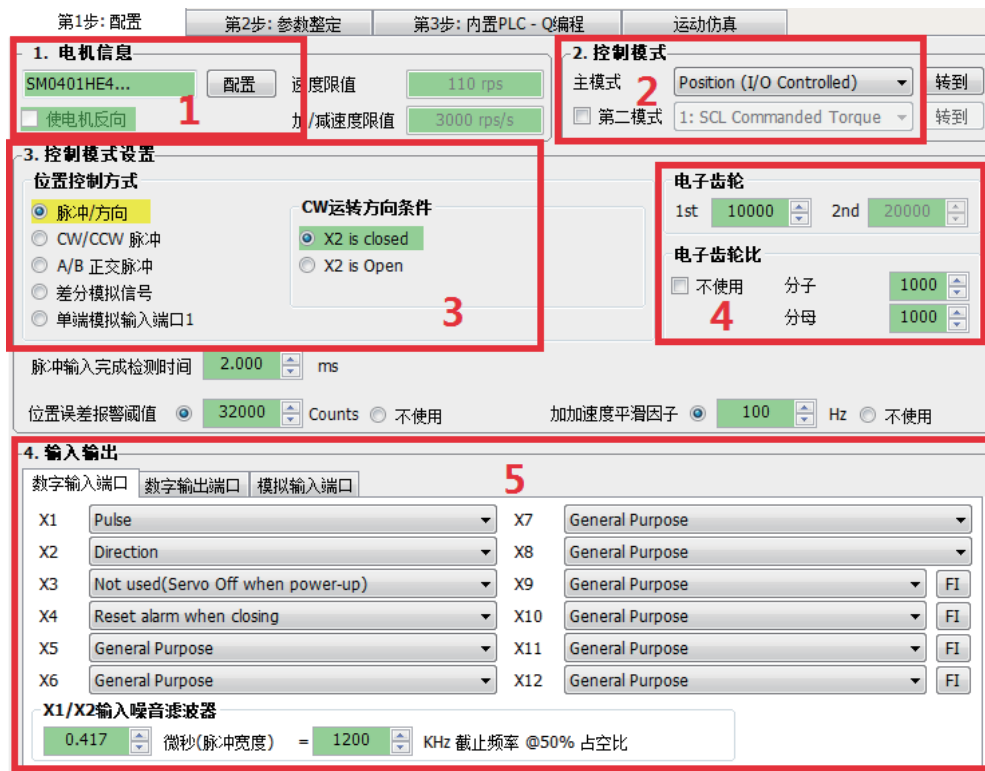 第1步: 配置 第2步: 参数整定 第3步: 内置PLC - Q编程 运动仿真
1. 电机信息
SM0401HE4... 配置 速度限值 110 rps
使电机反向 加/减速度限值 3000 rps/s
1
2. 控制模式
主模式 Position (I/O Controlled) 转到
第二模式 1: SCL Commanded Torque 转到
2
3. 控制模式设置
位置控制方式
脉冲/方向
CW/CCW 脉冲
A/B 正交脉冲
差分模拟信号
单端模拟输入端口1
CW运转方向条件
X2 is closed
X2 is Open
3
电子齿轮
1st 10000 2nd 20000
电子齿轮比
不使用 分子 1000
分母 1000
4
脉冲输入完成检测时间 2.000 ms
位置误差报警阈值 32000 Counts 不使用 加加速度平滑因子 100 Hz 不使用
4. 输入输出
5
数字输入端口 数字输出端口 模拟输入端口
X1 Pulse X7 General Purpose
X2 Direction X8 General Purpose
X3 Not used(Servo Off when power-up) X9 General Purpose FI
X4 Reset alarm when closing X10 General Purpose FI
X5 General Purpose X11 General Purpose FI
X6 General Purpose X12 General Purpose FI
X1/X2输入噪音滤波器
0.417 微秒(脉冲宽度) = 1200 KHz 截止频率 @50% 占空比